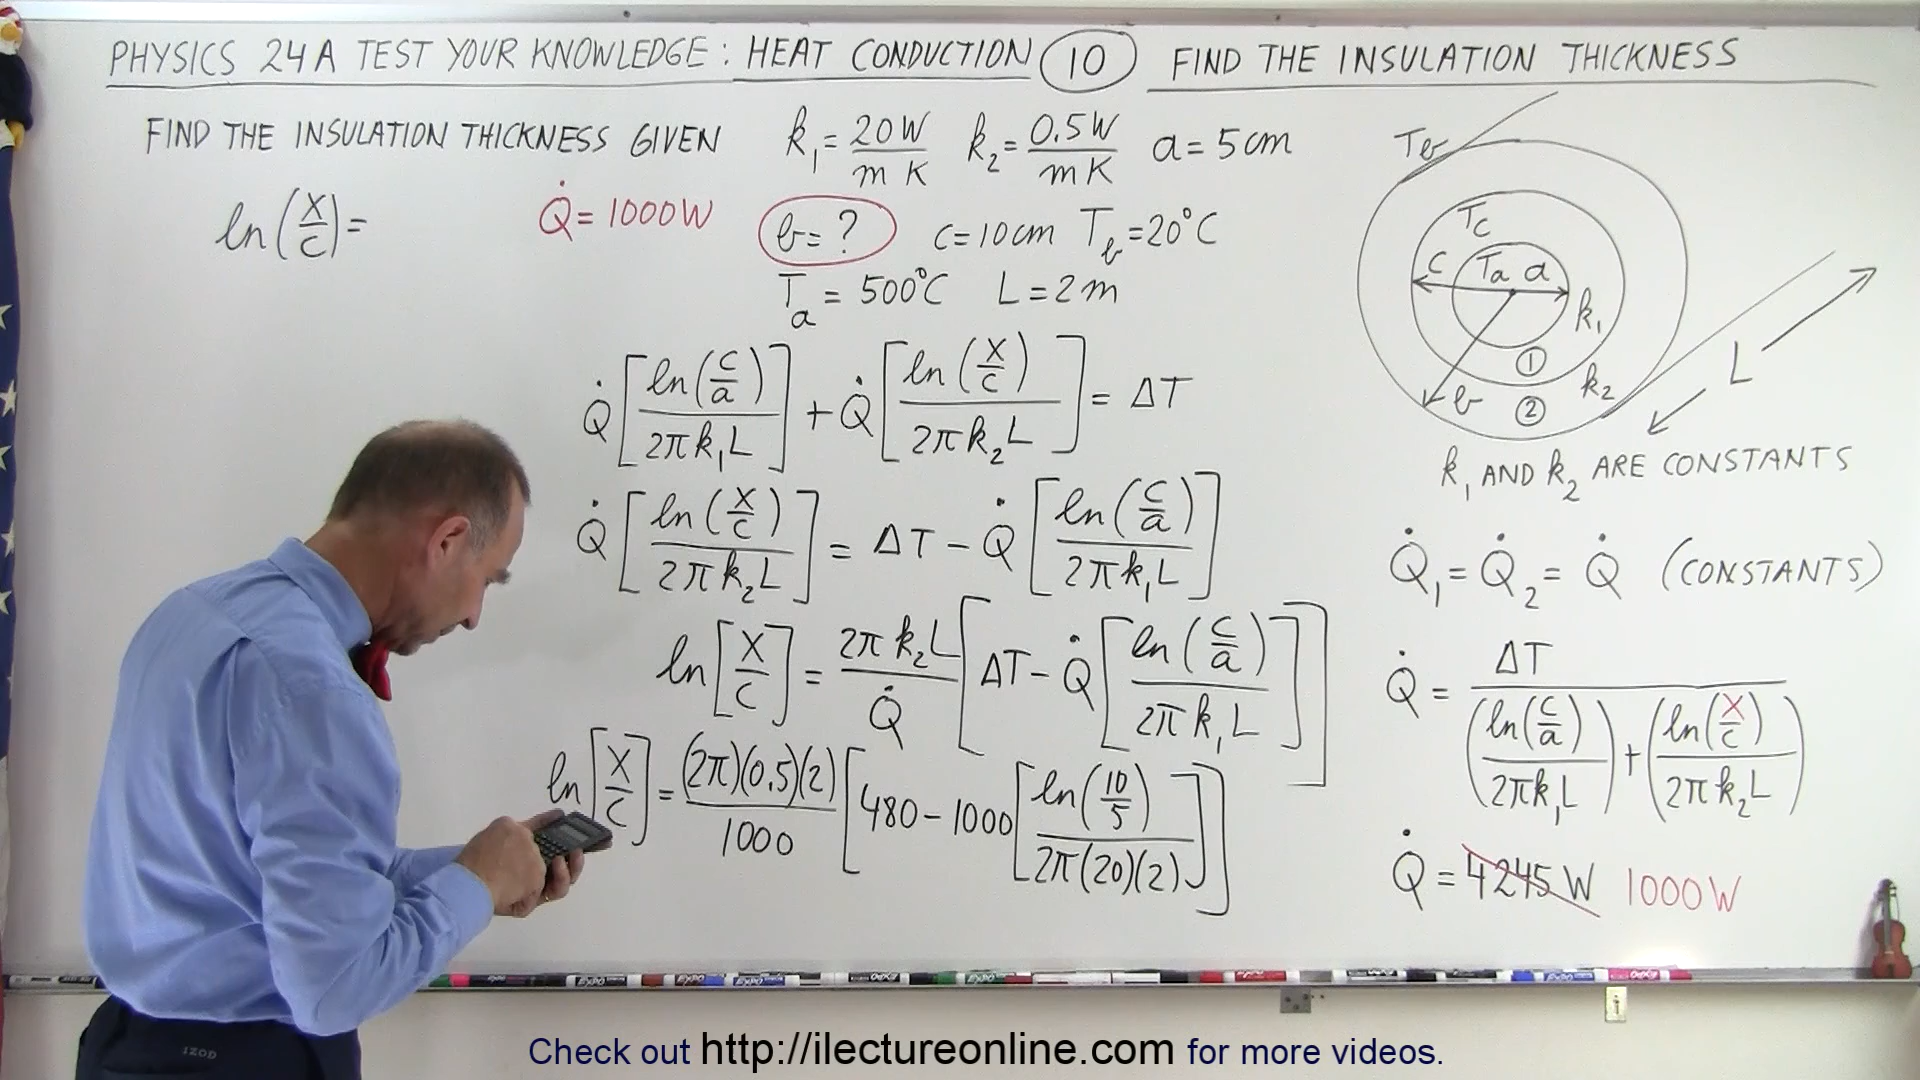 PHYSICS 24A TEST YOUR KNOWLEDGE: HEAT CONDUCTION 10 FIND THE INSULATION THICKNESS
FIND THE INSULATION THICKNESS GIVEN k₁ = 20W/mK k₂ = 0.5W/mK a = 5cm
ln(x/c) = Q̇ = 1000W b = ? c = 10cm T_b = 20°C
T_a = 500°C L = 2m
Q̇[ln(c/a)/2πk₁L] + Q̇[ln(x/c)/2πk₂L] = ΔT
Q̇[ln(x/c)/2πk₂L] = ΔT - Q̇[ln(c/a)/2πk₁L]
ln[x/c] = 2πk₂L/Q̇ [ΔT - Q̇[ln(c/a)/2πk₁L]]
ln[x/c] = (2π)(0.5)(2)/1000 [480 - 1000[ln(10/5)/2π(20)(2)]]
T_b
T_c
c T_a a
k₁
①
b k₂
②
L
k₁ AND k₂ ARE CONSTANTS
Q̇₁ = Q̇₂ = Q̇ (CONSTANTS)
Q̇ = ΔT/(ln(c/a)/2πk₁L) + (ln(x/c)/2πk₂L)
Q̇ = 4245W 1000W
IZOD
Check out http://ilectureonline.com for more videos.